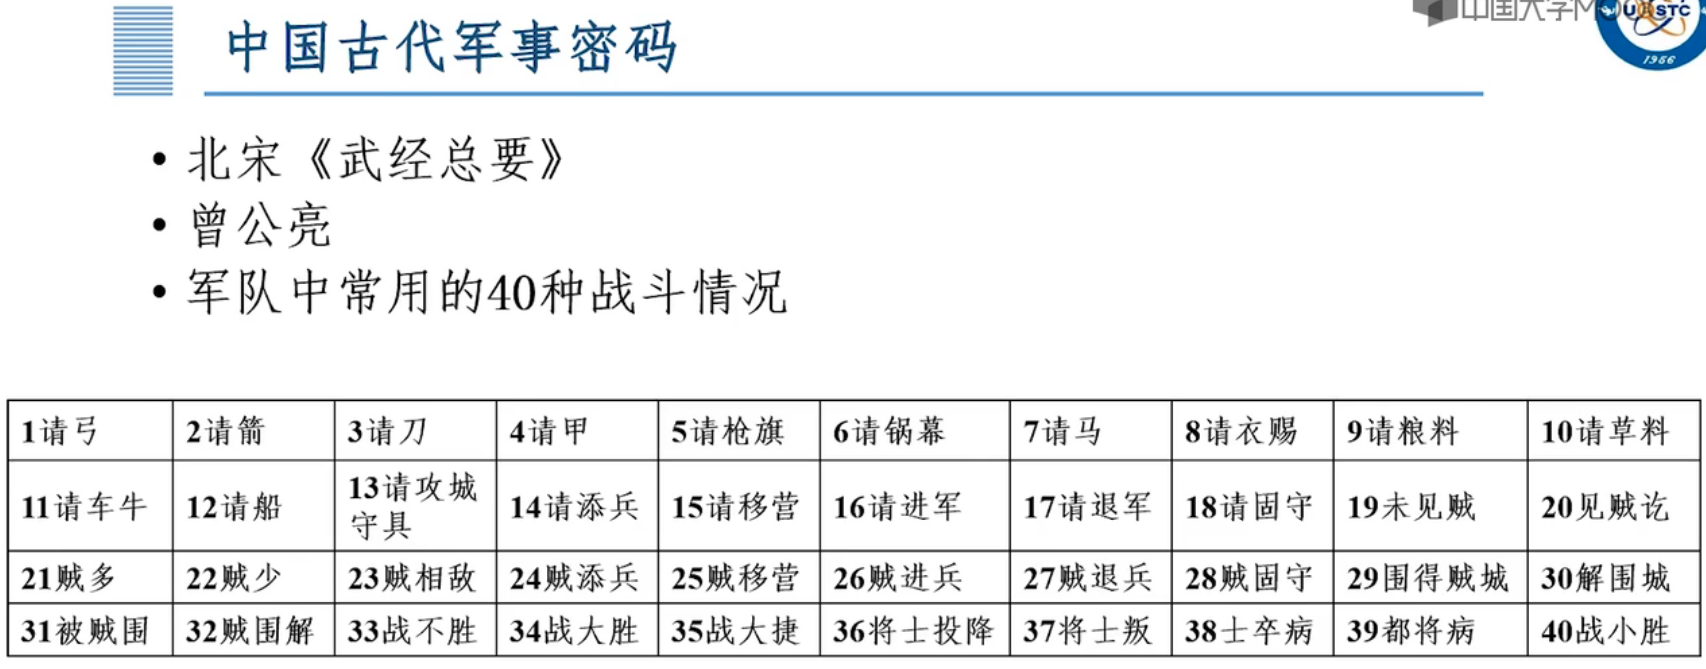 中国大学MOOC
USTC
1956
中国古代军事密码
• 北宋《武经总要》
• 曾公亮
• 军队中常用的40种战斗情况
1请弓 2请箭 3请刀 4请甲 5请枪旗 6请锅幕 7请马 8请衣赐 9请粮料 10请草料
11请车牛 12请船 13请攻城守具 14请添兵 15请移营 16请进军 17请退军 18请固守 19未见贼 20见贼讫
21贼多 22贼少 23贼相敌 24贼添兵 25贼移营 26贼进兵 27贼退兵 28贼固守 29围得贼城 30解围城
31被贼围 32贼围解 33战不胜 34战大胜 35战大捷 36将士投降 37将士叛 38士卒病 39都将病 40战小胜